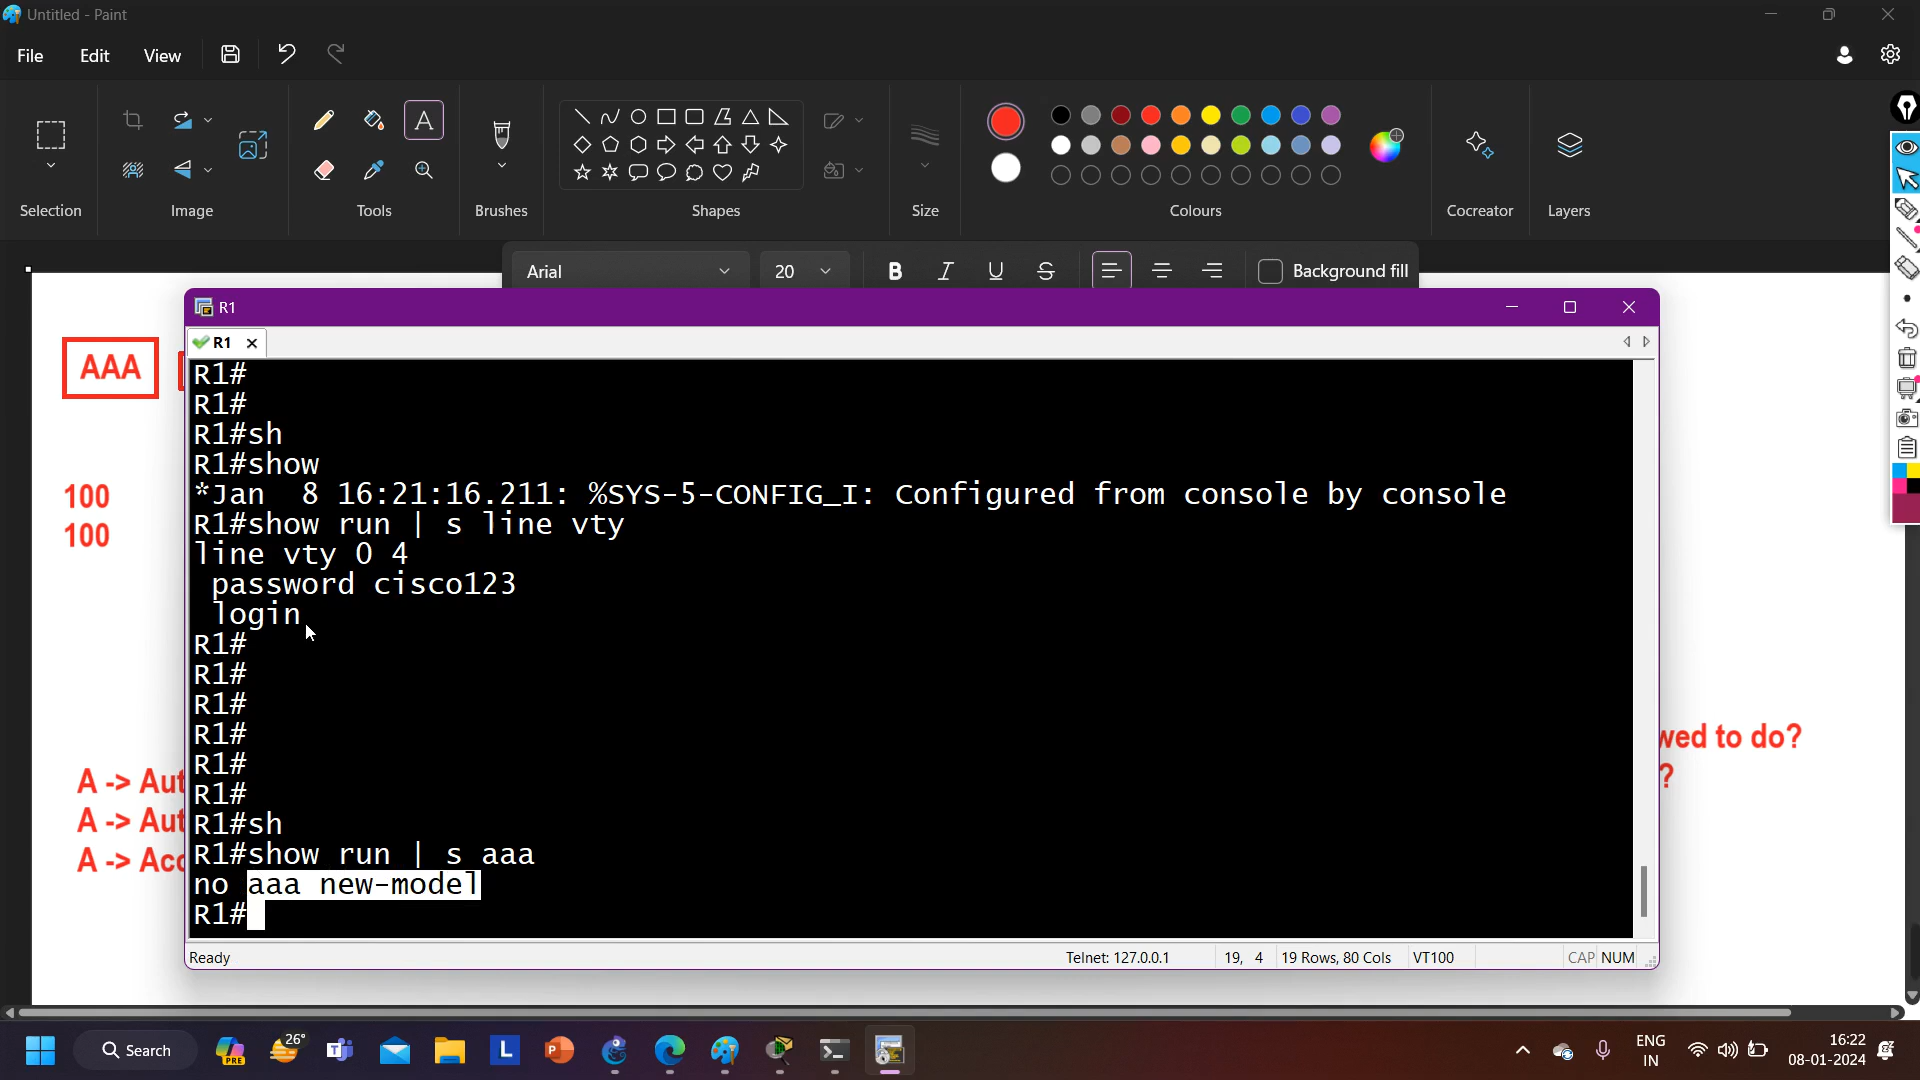 Untitled - Paint
File Edit View
Selection Image Tools Brushes Shapes Size Colours Cocreator Layers
Arial 20 B I U S Background fill
R1
R1
AAA
100
100
A -> Aut
A -> Aut
A -> Acc
wed to do?
?
R1#
R1#
R1#sh
R1#show
*Jan  8 16:21:16.211: %SYS-5-CONFIG_I: Configured from console by console
R1#show run | s line vty
line vty 0 4
 password cisco123
 login
R1#
R1#
R1#
R1#
R1#
R1#
R1#sh
R1#show run | s aaa
no aaa new-model
R1#
Ready Telnet: 127.0.0.1 19, 4 19 Rows, 80 Cols VT100 CAP NUM
Search
26°
PRE
L
ENG
IN
16:22
08-01-2024